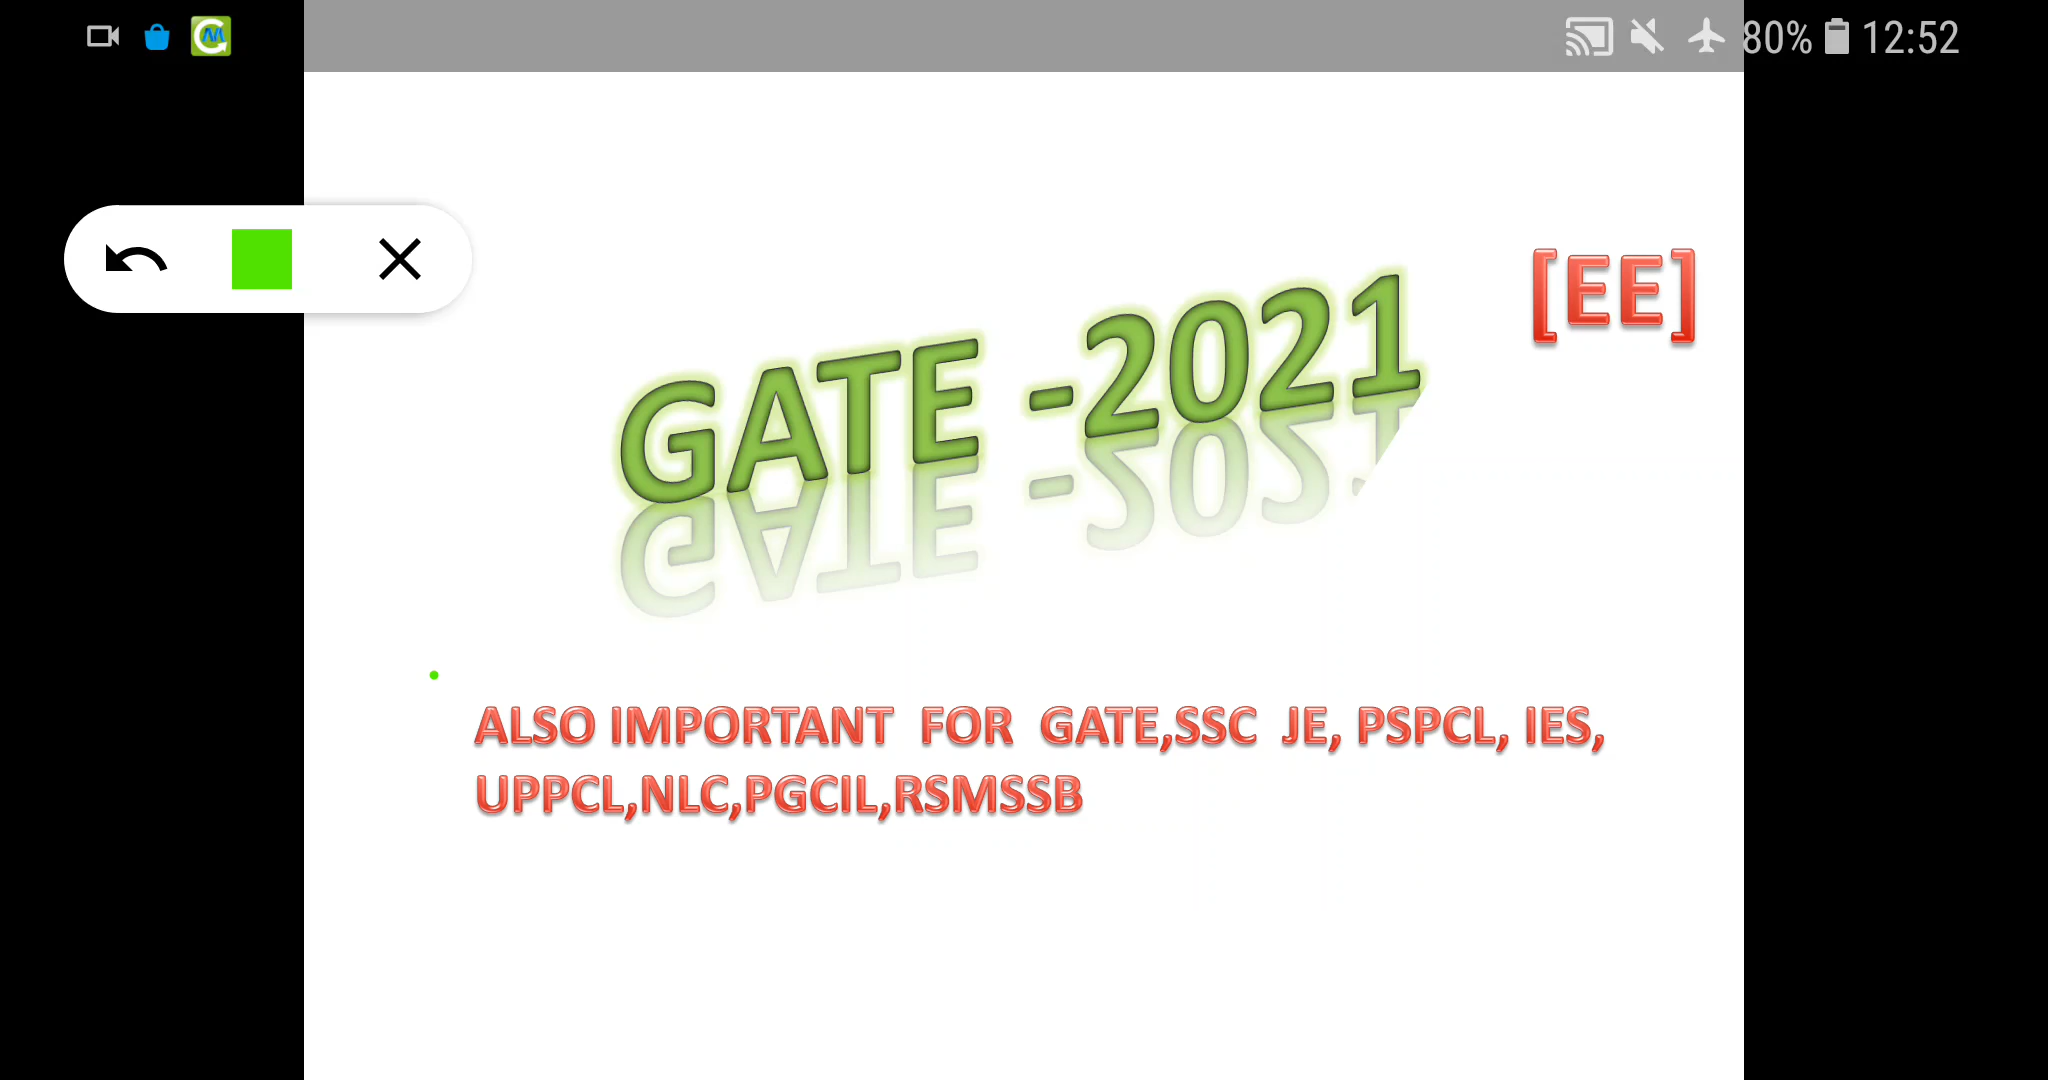 80% 12:52
[EE]
GATE -2021
ALSO IMPORTANT FOR GATE,SSC JE, PSPCL, IES,
UPPCL,NLC,PGCIL,RSMSSB